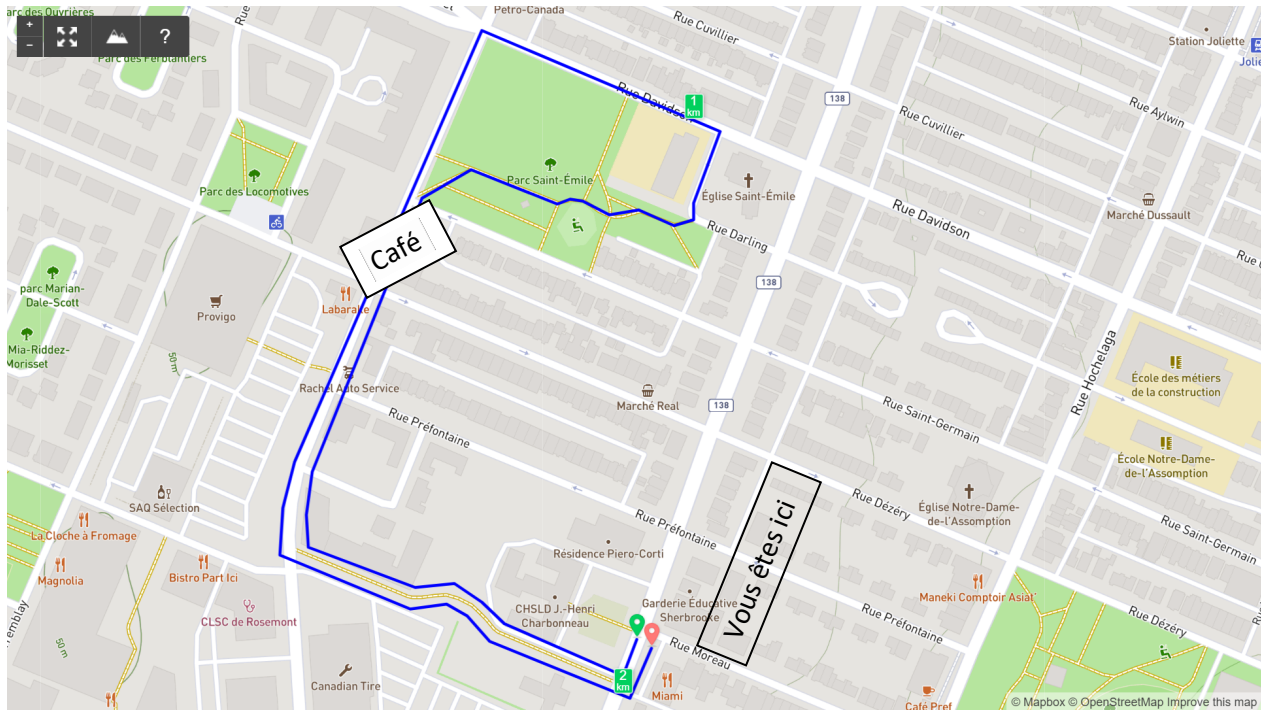 Parc des Ouvrières
Petro-Canada
Rue Cuvillier
Station Joliette
+
−
?
Parc des Ferblantiers
138
1
km
Rue Davidson
Rue Aylwin
Rue Cuvillier
Parc Saint-Émile
Parc des Locomotives
Église Saint-Émile
Marché Dussault
Rue Davidson
Rue Darling
Café
parc Marian-
Dale-Scott
138
Provigo
Labarake
Mia-Riddez-
Morisset
50 m
Rue Hochelaga
École des métiers
de la construction
Rachel Auto Service
Marché Real
138
Rue Préfontaine
Rue Saint-Germain
École Notre-Dame-
de-l'Assomption
SAQ Sélection
Rue Dézéry
Église Notre-Dame-
de-l'Assomption
Rue Préfontaine
Rue Saint-Germain
La Cloche à Fromage
Vous êtes ici
Résidence Piero-Corti
Magnolia
Bistro Part Ici
Maneki Comptoir Asiat'
CHSLD J.-Henri
Charbonneau
Garderie Éducative
Sherbrooke
Rue Préfontaine
Rue Dézéry
CLSC de Rosemont
50 m
Rue Moreau
Canadian Tire
2
km
Miami
Café Pref
© Mapbox © OpenStreetMap Improve this map